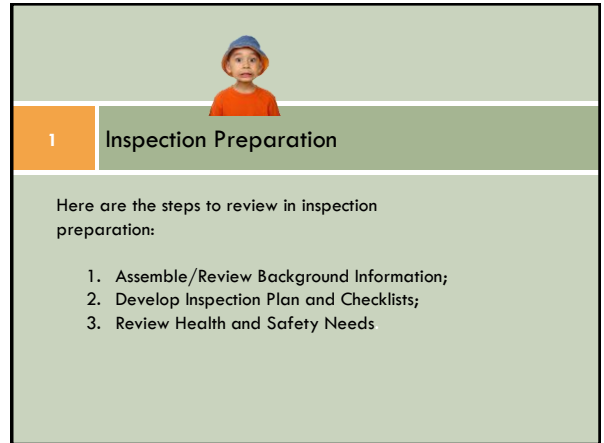 1
Inspection Preparation
Here are the steps to review in inspection
preparation:
1. Assemble/Review Background Information;
2. Develop Inspection Plan and Checklists;
3. Review Health and Safety Needs.